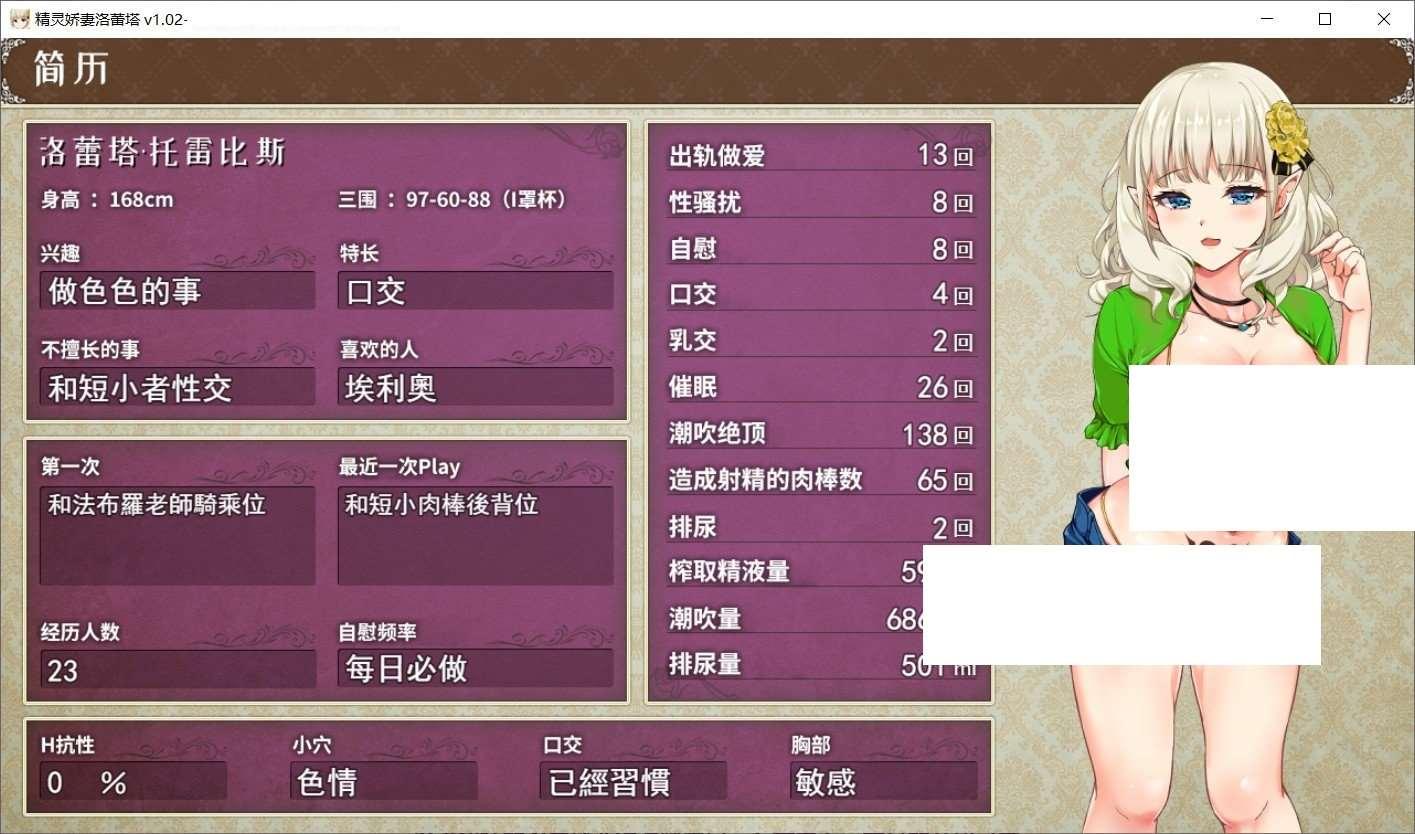 精灵娇妻洛蕾塔 v1.02-
简历
洛蕾塔·托雷比斯
身高 : 168cm
三围 : 97-60-88（I罩杯）
兴趣
特长
做色色的事
口交
不擅长的事
喜欢的人
和短小者性交
埃利奥
第一次
最近一次Play
和法布羅老師騎乘位
和短小肉棒後背位
经历人数
自慰频率
23
每日必做
出轨做爱 13回
性骚扰 8回
自慰 8回
口交 4回
乳交 2回
催眠 26回
潮吹绝顶 138回
造成射精的肉棒数 65回
排尿 2回
榨取精液量
潮吹量
排尿量 501 ml
H抗性
小穴
口交
胸部
0 %
色情
已經習慣
敏感